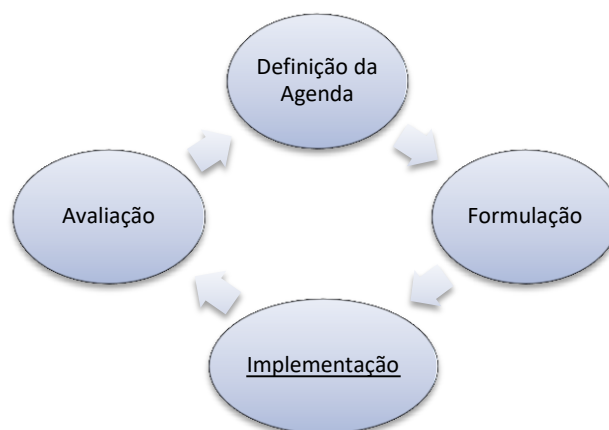 Definição da
Agenda
Avaliação
Formulação
Implementação